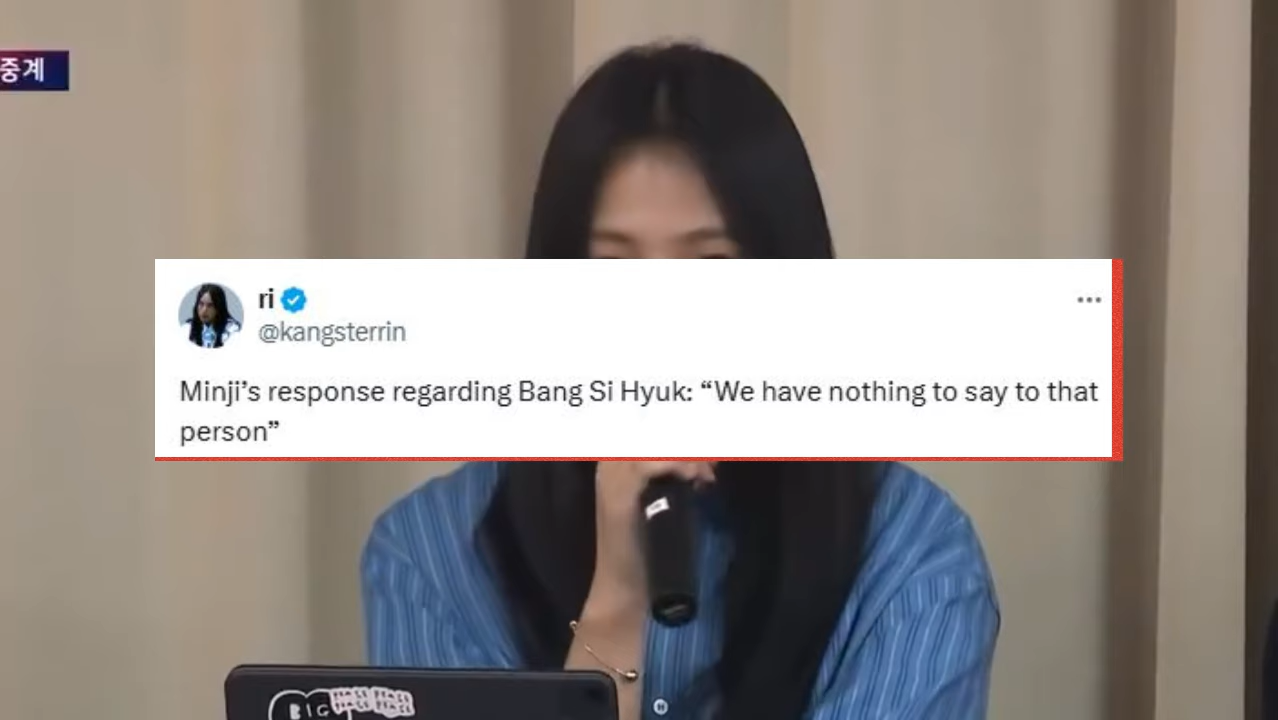 중계
ri
@kangsterrin
Minji’s response regarding Bang Si Hyuk: “We have nothing to say to that
person”
BIG